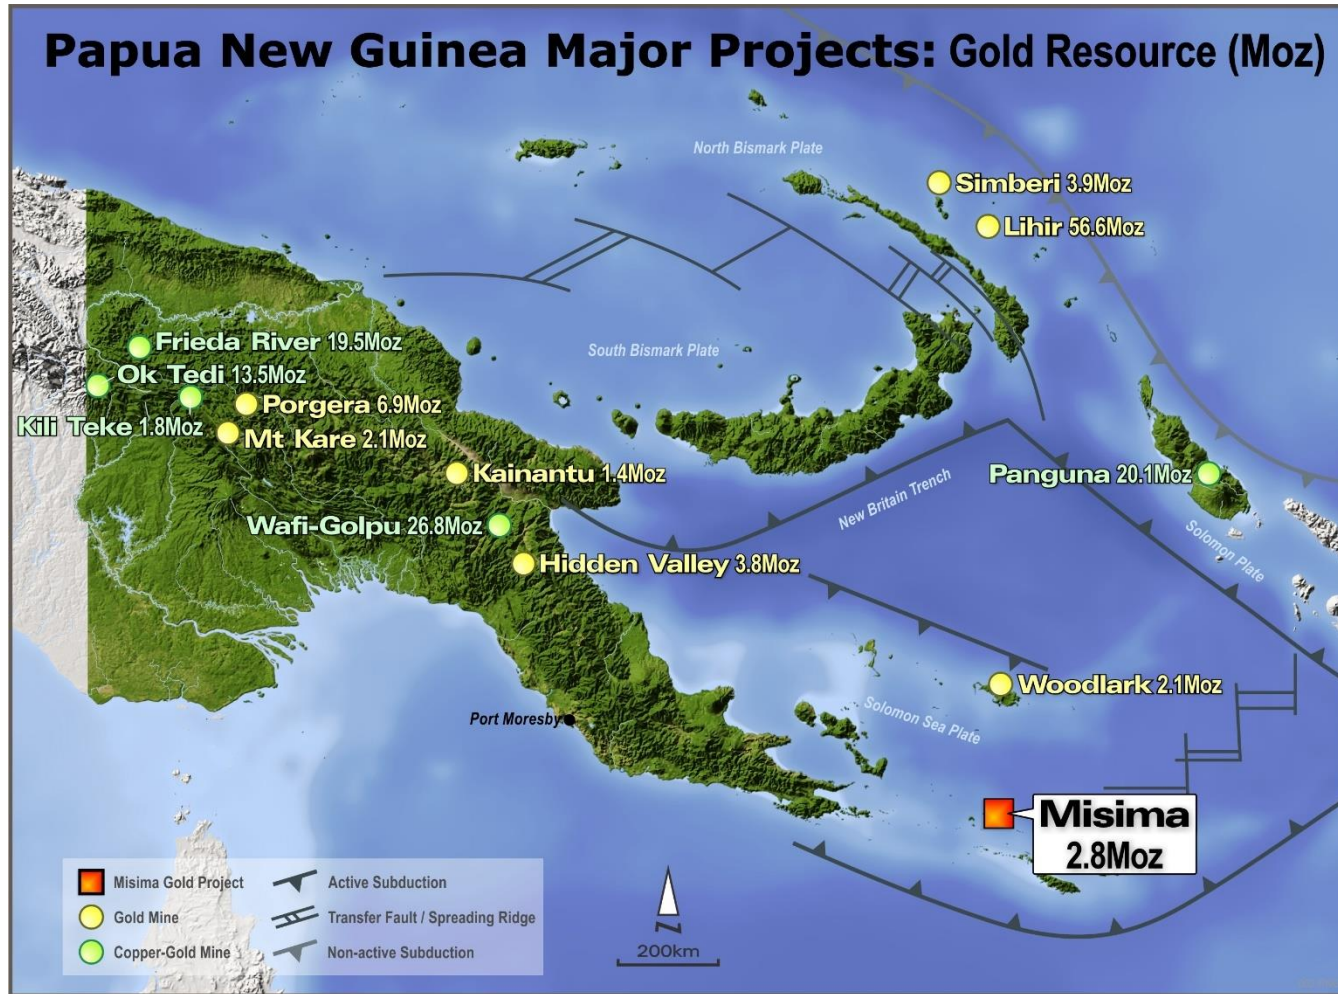 Papua New Guinea Major Projects: Gold Resource (Moz)
North Bismark Plate
Simberi 3.9Moz
Lihir 56.6Moz
Frieda River 19.5Moz
South Bismark Plate
Ok Tedi 13.5Moz
Porgera 6.9Moz
Kili Teke 1.8Moz
Mt Kare 2.1Moz
Kainantu 1.4Moz
Panguna 20.1Moz
New Britain Trench
Wafi-Golpu 26.8Moz
Solomon Plate
Hidden Valley 3.8Moz
Woodlark 2.1Moz
Port Moresby
Solomon Sea Plate
Misima
2.8Moz
Misima Gold Project
Active Subduction
Gold Mine
Transfer Fault / Spreading Ridge
Copper-Gold Mine
Non-active Subduction
N
200km